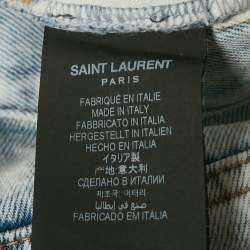 SAINT LAURENT
PARIS
FABRIQUÉ EN ITALIE
MADE IN ITALY
FABBRICATO IN ITALIA
HERGESTELLT IN ITALIEN
HECHO EN ITALIA
イタリア製
产地:意大利
СДЕЛАНО В ИТАЛИИ
제조국: 이태리
صنع في إيطاليا
FABRICADO EM ITÁLIA